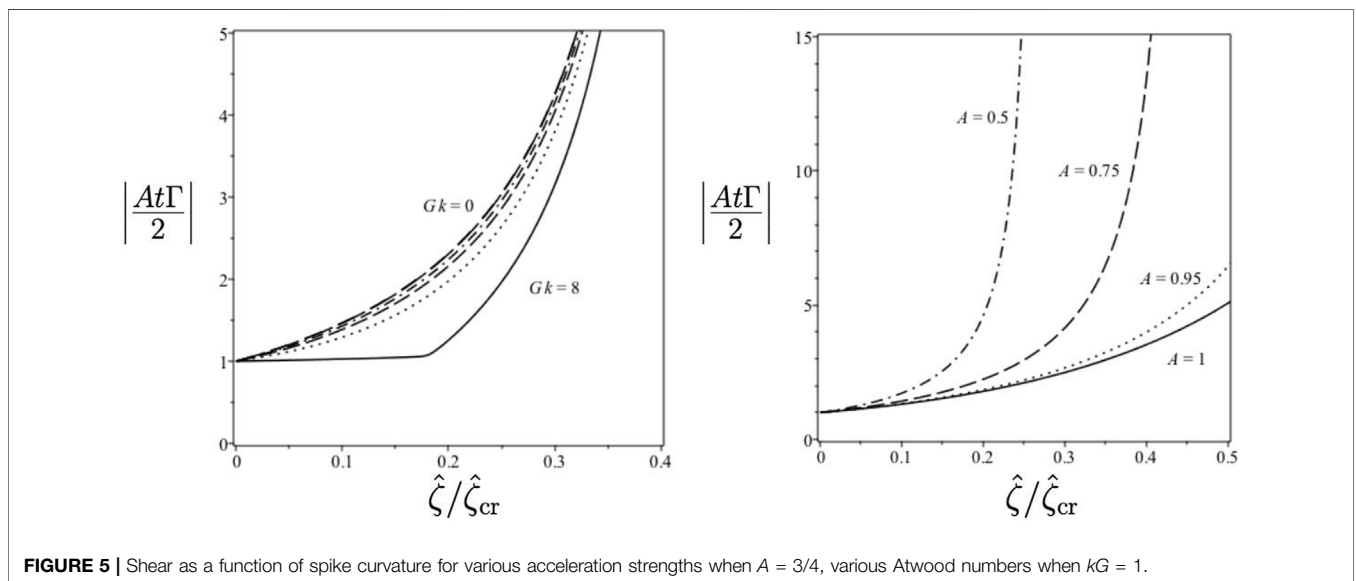 5
4
3
2
1
0
|AtΓ/2|
Gk = 0
Gk = 8
0 0.1 0.2 0.3 0.4
ζ̂/ζ̂cr
15
10
5
0
|AtΓ/2|
A = 0.5
A = 0.75
A = 0.95
A = 1
0 0.1 0.2 0.3 0.4 0.5
ζ̂/ζ̂cr
FIGURE 5 | Shear as a function of spike curvature for various acceleration strengths when A = 3/4, various Atwood numbers when kG = 1.